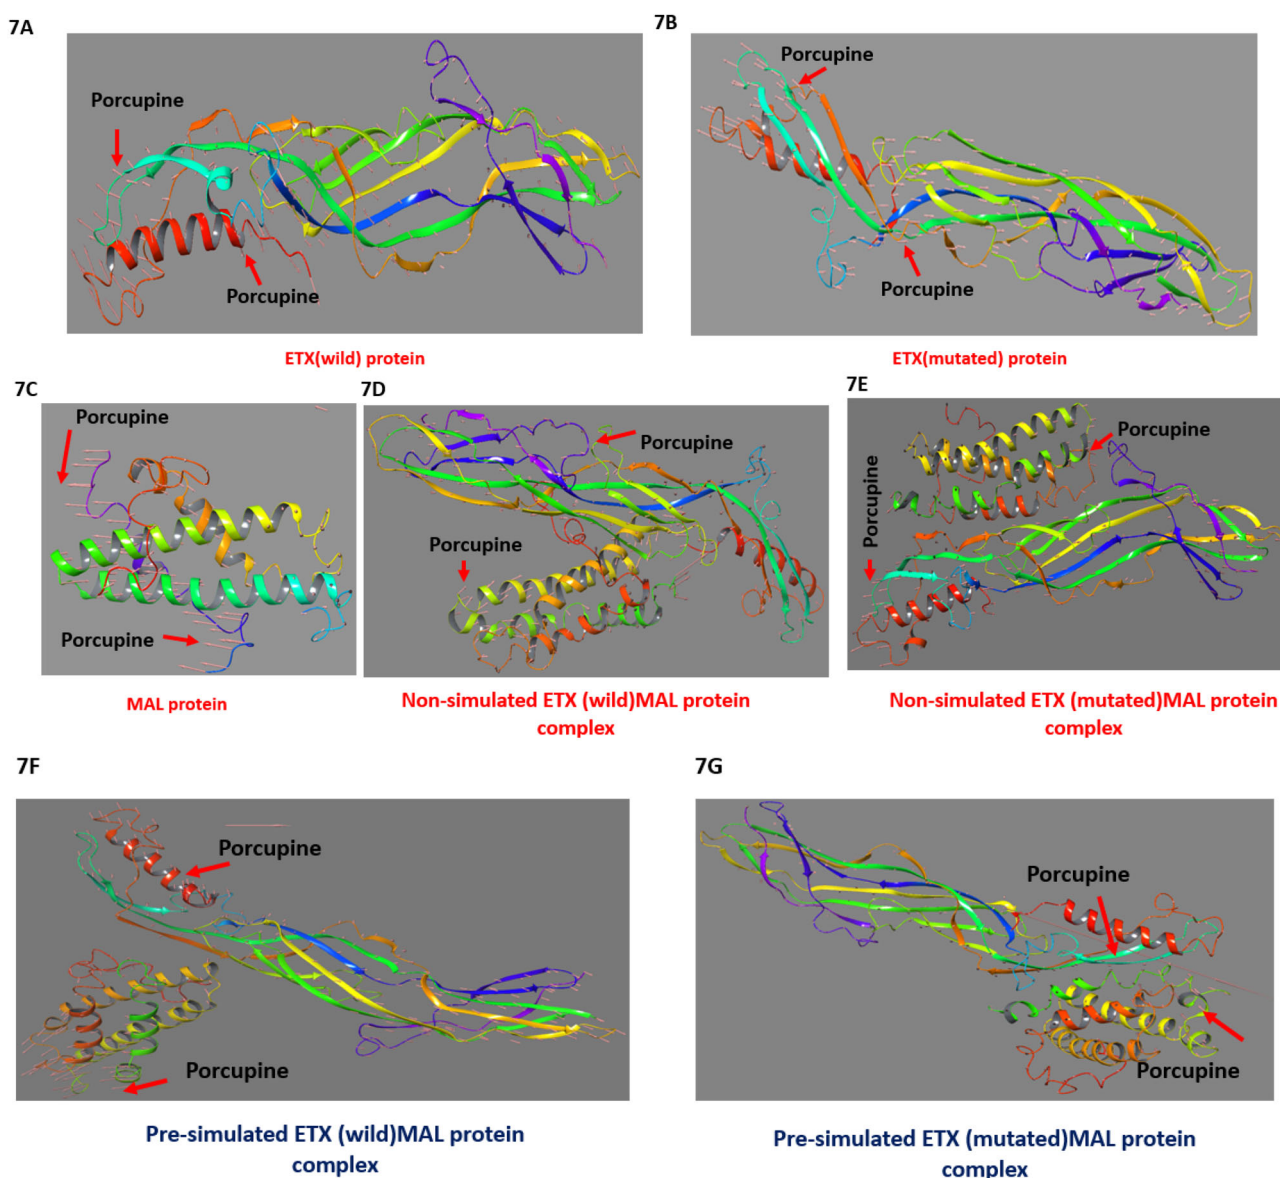 7A
7B
Porcupine
Porcupine
Porcupine
Porcupine
ETX(wild) protein
ETX(mutated) protein
7C
7D
7E
Porcupine
Porcupine
Porcupine
Porcupine
Porcupine
Porcupine
MAL protein
Non-simulated ETX (wild)MAL protein
complex
Non-simulated ETX (mutated)MAL protein
complex
7F
7G
Porcupine
Porcupine
Porcupine
Porcupine
Pre-simulated ETX (wild)MAL protein
complex
Pre-simulated ETX (mutated)MAL protein
complex